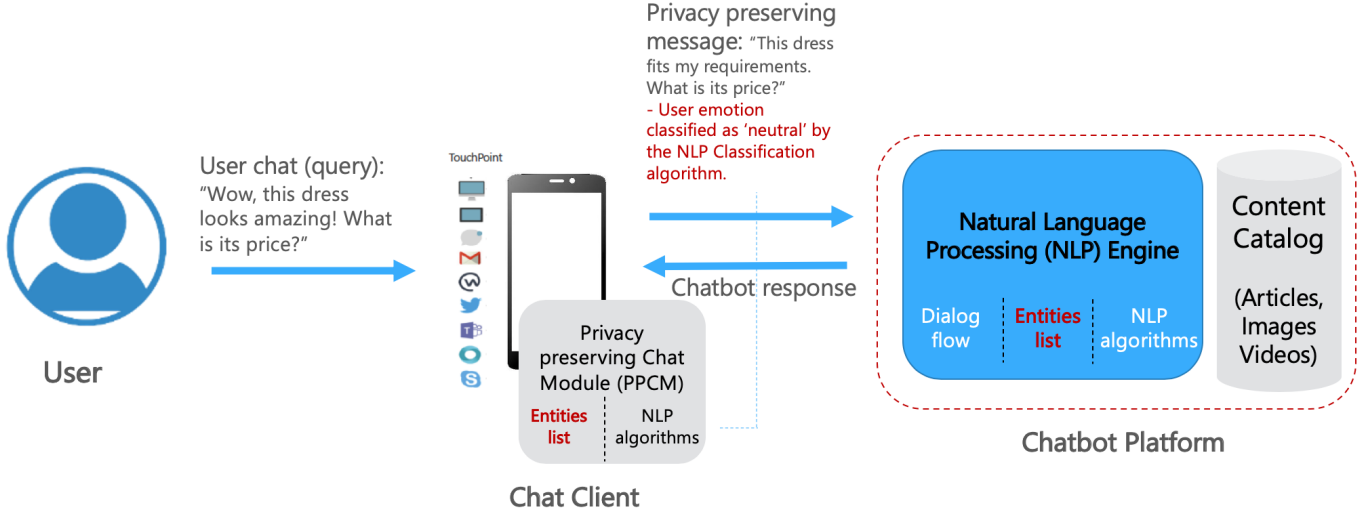 User chat (query):
“Wow, this dress
looks amazing! What
is its price?”
User
TouchPoint
Privacy
preserving Chat
Module (PPCM)
Entities
list
NLP
algorithms
Chat Client
Privacy preserving
message: “This dress
fits my requirements.
What is its price?”
- User emotion
classified as ‘neutral’ by
the NLP Classification
algorithm.
Chatbot response
Natural Language
Processing (NLP) Engine
Dialog
flow
Entities
list
NLP
algorithms
Content
Catalog
(Articles,
Images
Videos)
Chatbot Platform